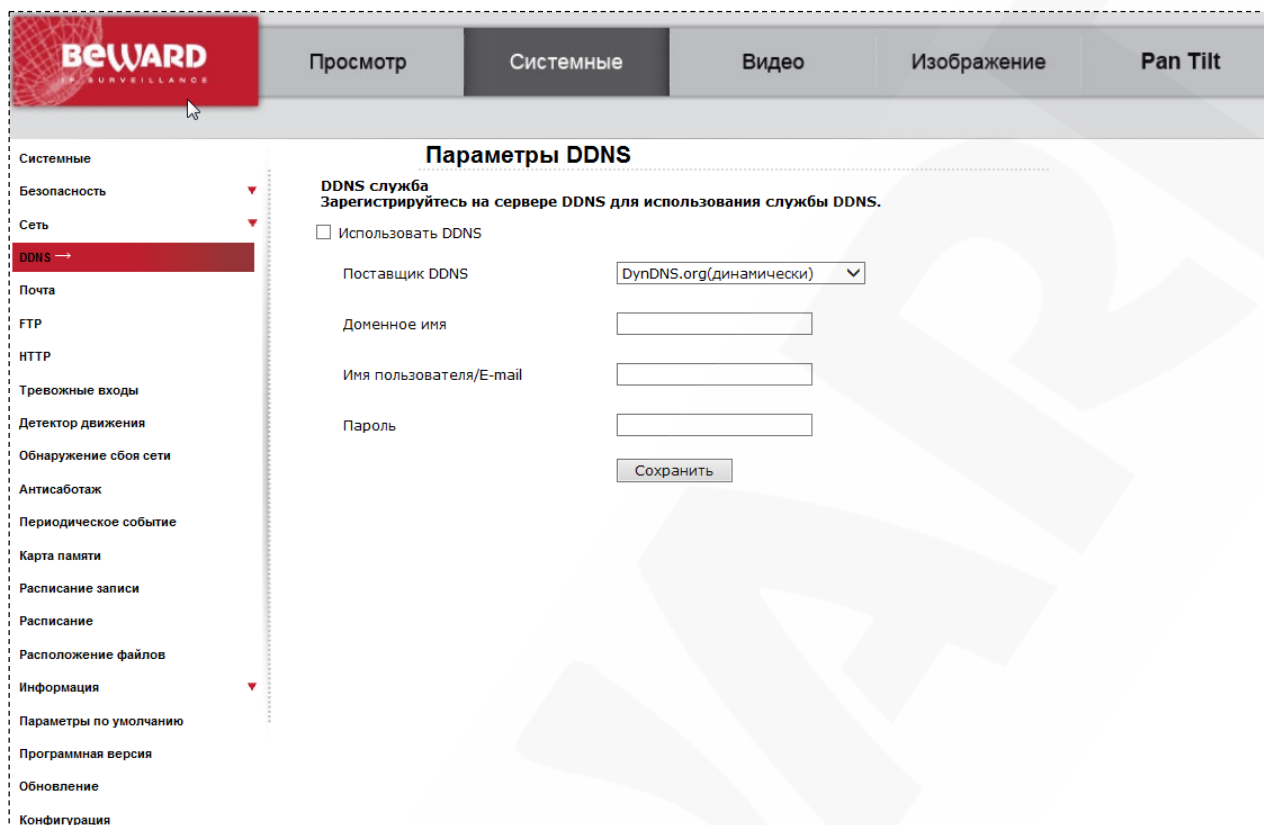 BEWARD
IP SURVEILLANCE
Просмотр
Системные
Видео
Изображение
Pan Tilt
Системные
Безопасность
Сеть
DDNS →
Почта
FTP
HTTP
Тревожные входы
Детектор движения
Обнаружение сбоя сети
Антисаботаж
Периодическое событие
Карта памяти
Расписание записи
Расписание
Расположение файлов
Информация
Параметры по умолчанию
Программная версия
Обновление
Конфигурация
Параметры DDNS
DDNS служба
Зарегистрируйтесь на сервере DDNS для использования службы DDNS.
Использовать DDNS
Поставщик DDNS
DynDNS.org(динамически)
Доменное имя
Имя пользователя/E-mail
Пароль
Сохранить